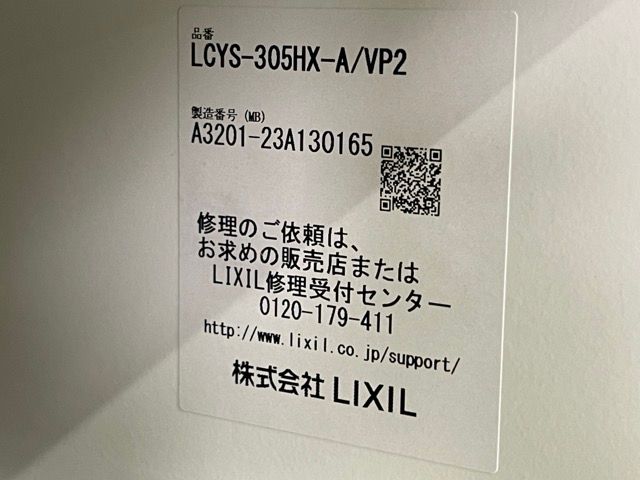 品番
LCYS-305HX-A/VP2
製造番号(MB)
A3201-23A130165
修理のご依頼は、
お求めの販売店または
LIXIL修理受付センター
0120-179-411
http://www.lixil.co.jp/support/
株式会社 LIXIL